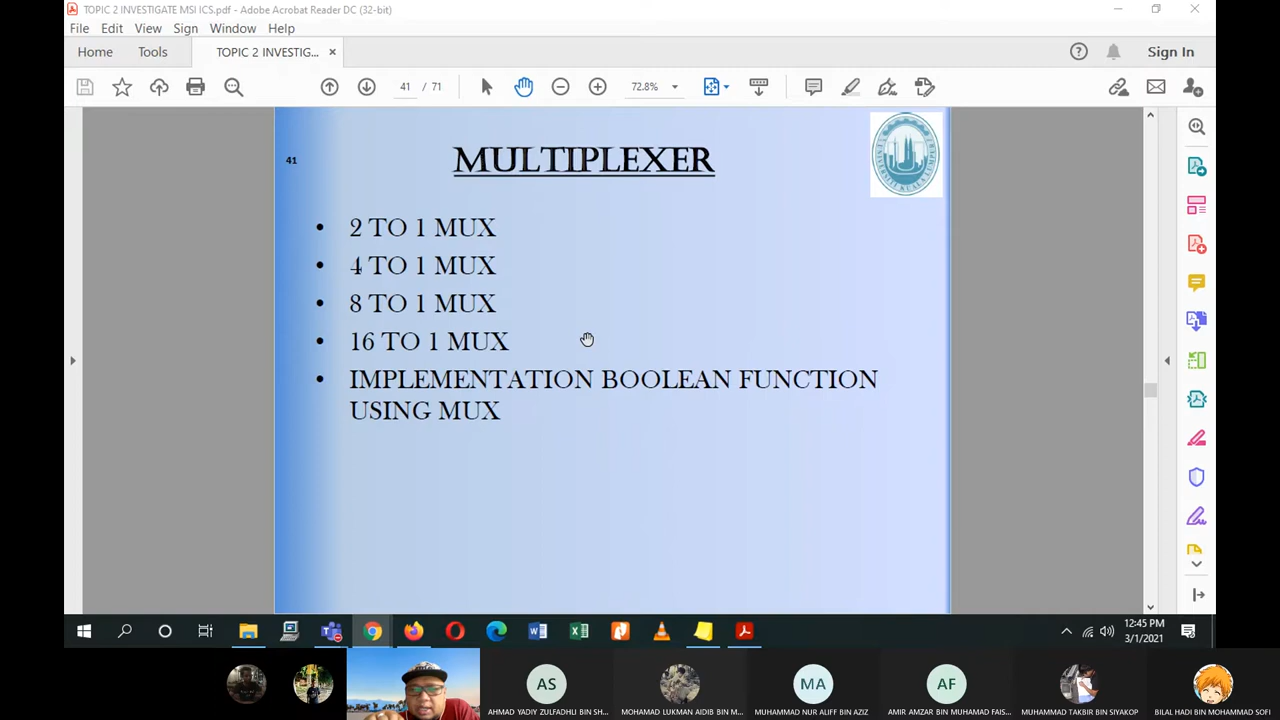 TOPIC 2 INVESTIGATE MSI ICS.pdf - Adobe Acrobat Reader DC (32-bit)
File Edit View Sign Window Help
Home Tools TOPIC 2 INVESTIG... × Sign In
41 / 71 72.8%
41
MULTIPLEXER
• 2 TO 1 MUX
• 4 TO 1 MUX
• 8 TO 1 MUX
• 16 TO 1 MUX
• IMPLEMENTATION BOOLEAN FUNCTION
USING MUX
12:45 PM
3/1/2021
AS MA AF
AHMAD YADIY ZULFADHLI BIN SH... MOHAMAD LUKMAN AIDIB BIN M... MUHAMMAD NUR ALIFF BIN AZIZ AMIR AMZAR BIN MUHAMAD FAIS... MUHAMMAD TAKBIR BIN SIYAKOP BILAL HADI BIN MOHAMMAD SOFI